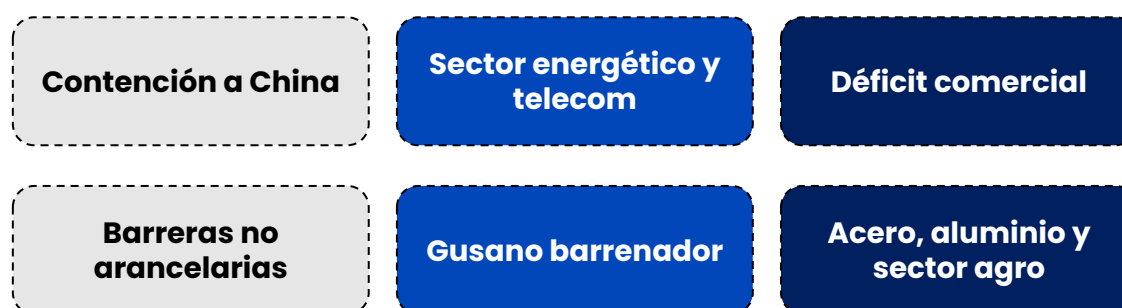 Contención a China
Sector energético y
telecom
Déficit comercial
Barreras no
arancelarias
Gusano barrenador
Acero, aluminio y
sector agro